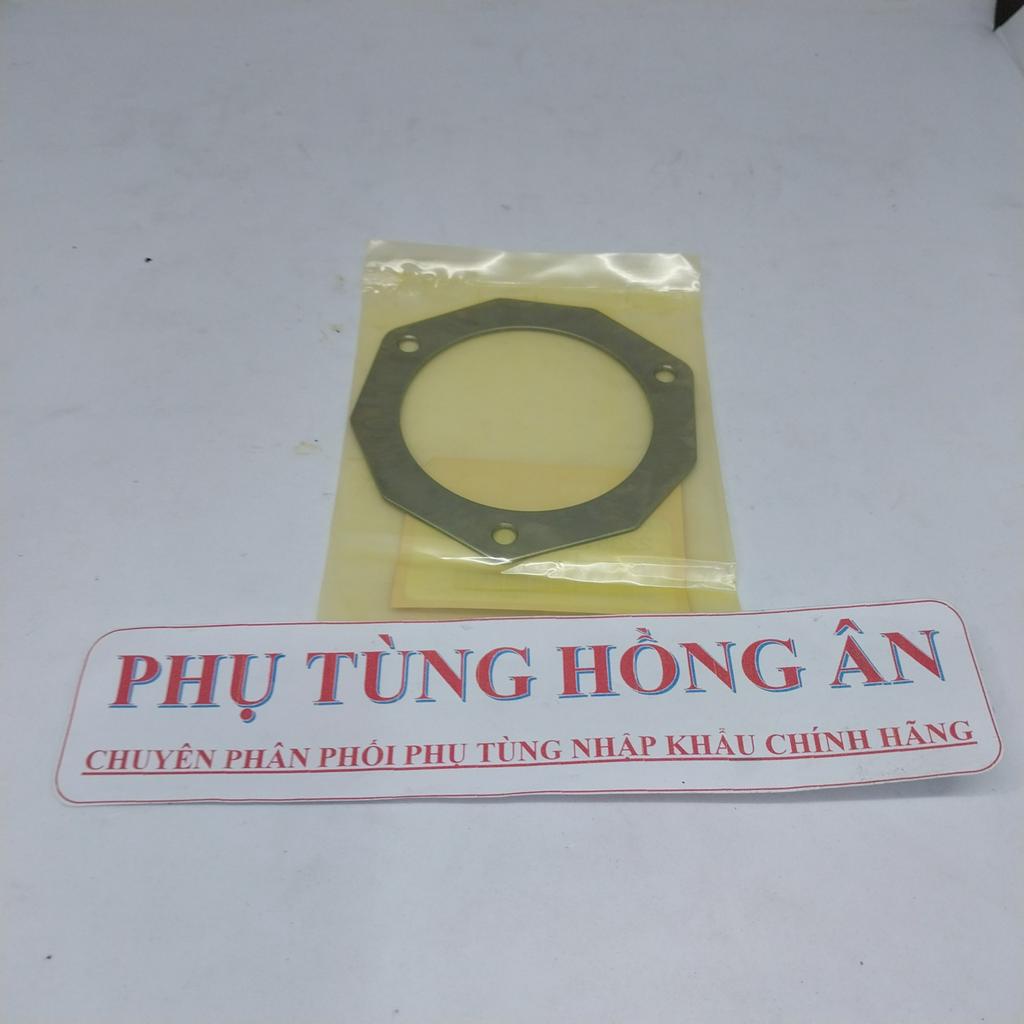 PHỤ TÙNG HỒNG ÂN
CHUYÊN PHÂN PHỐI PHỤ TÙNG NHẬP KHẨU CHÍNH HÃNG